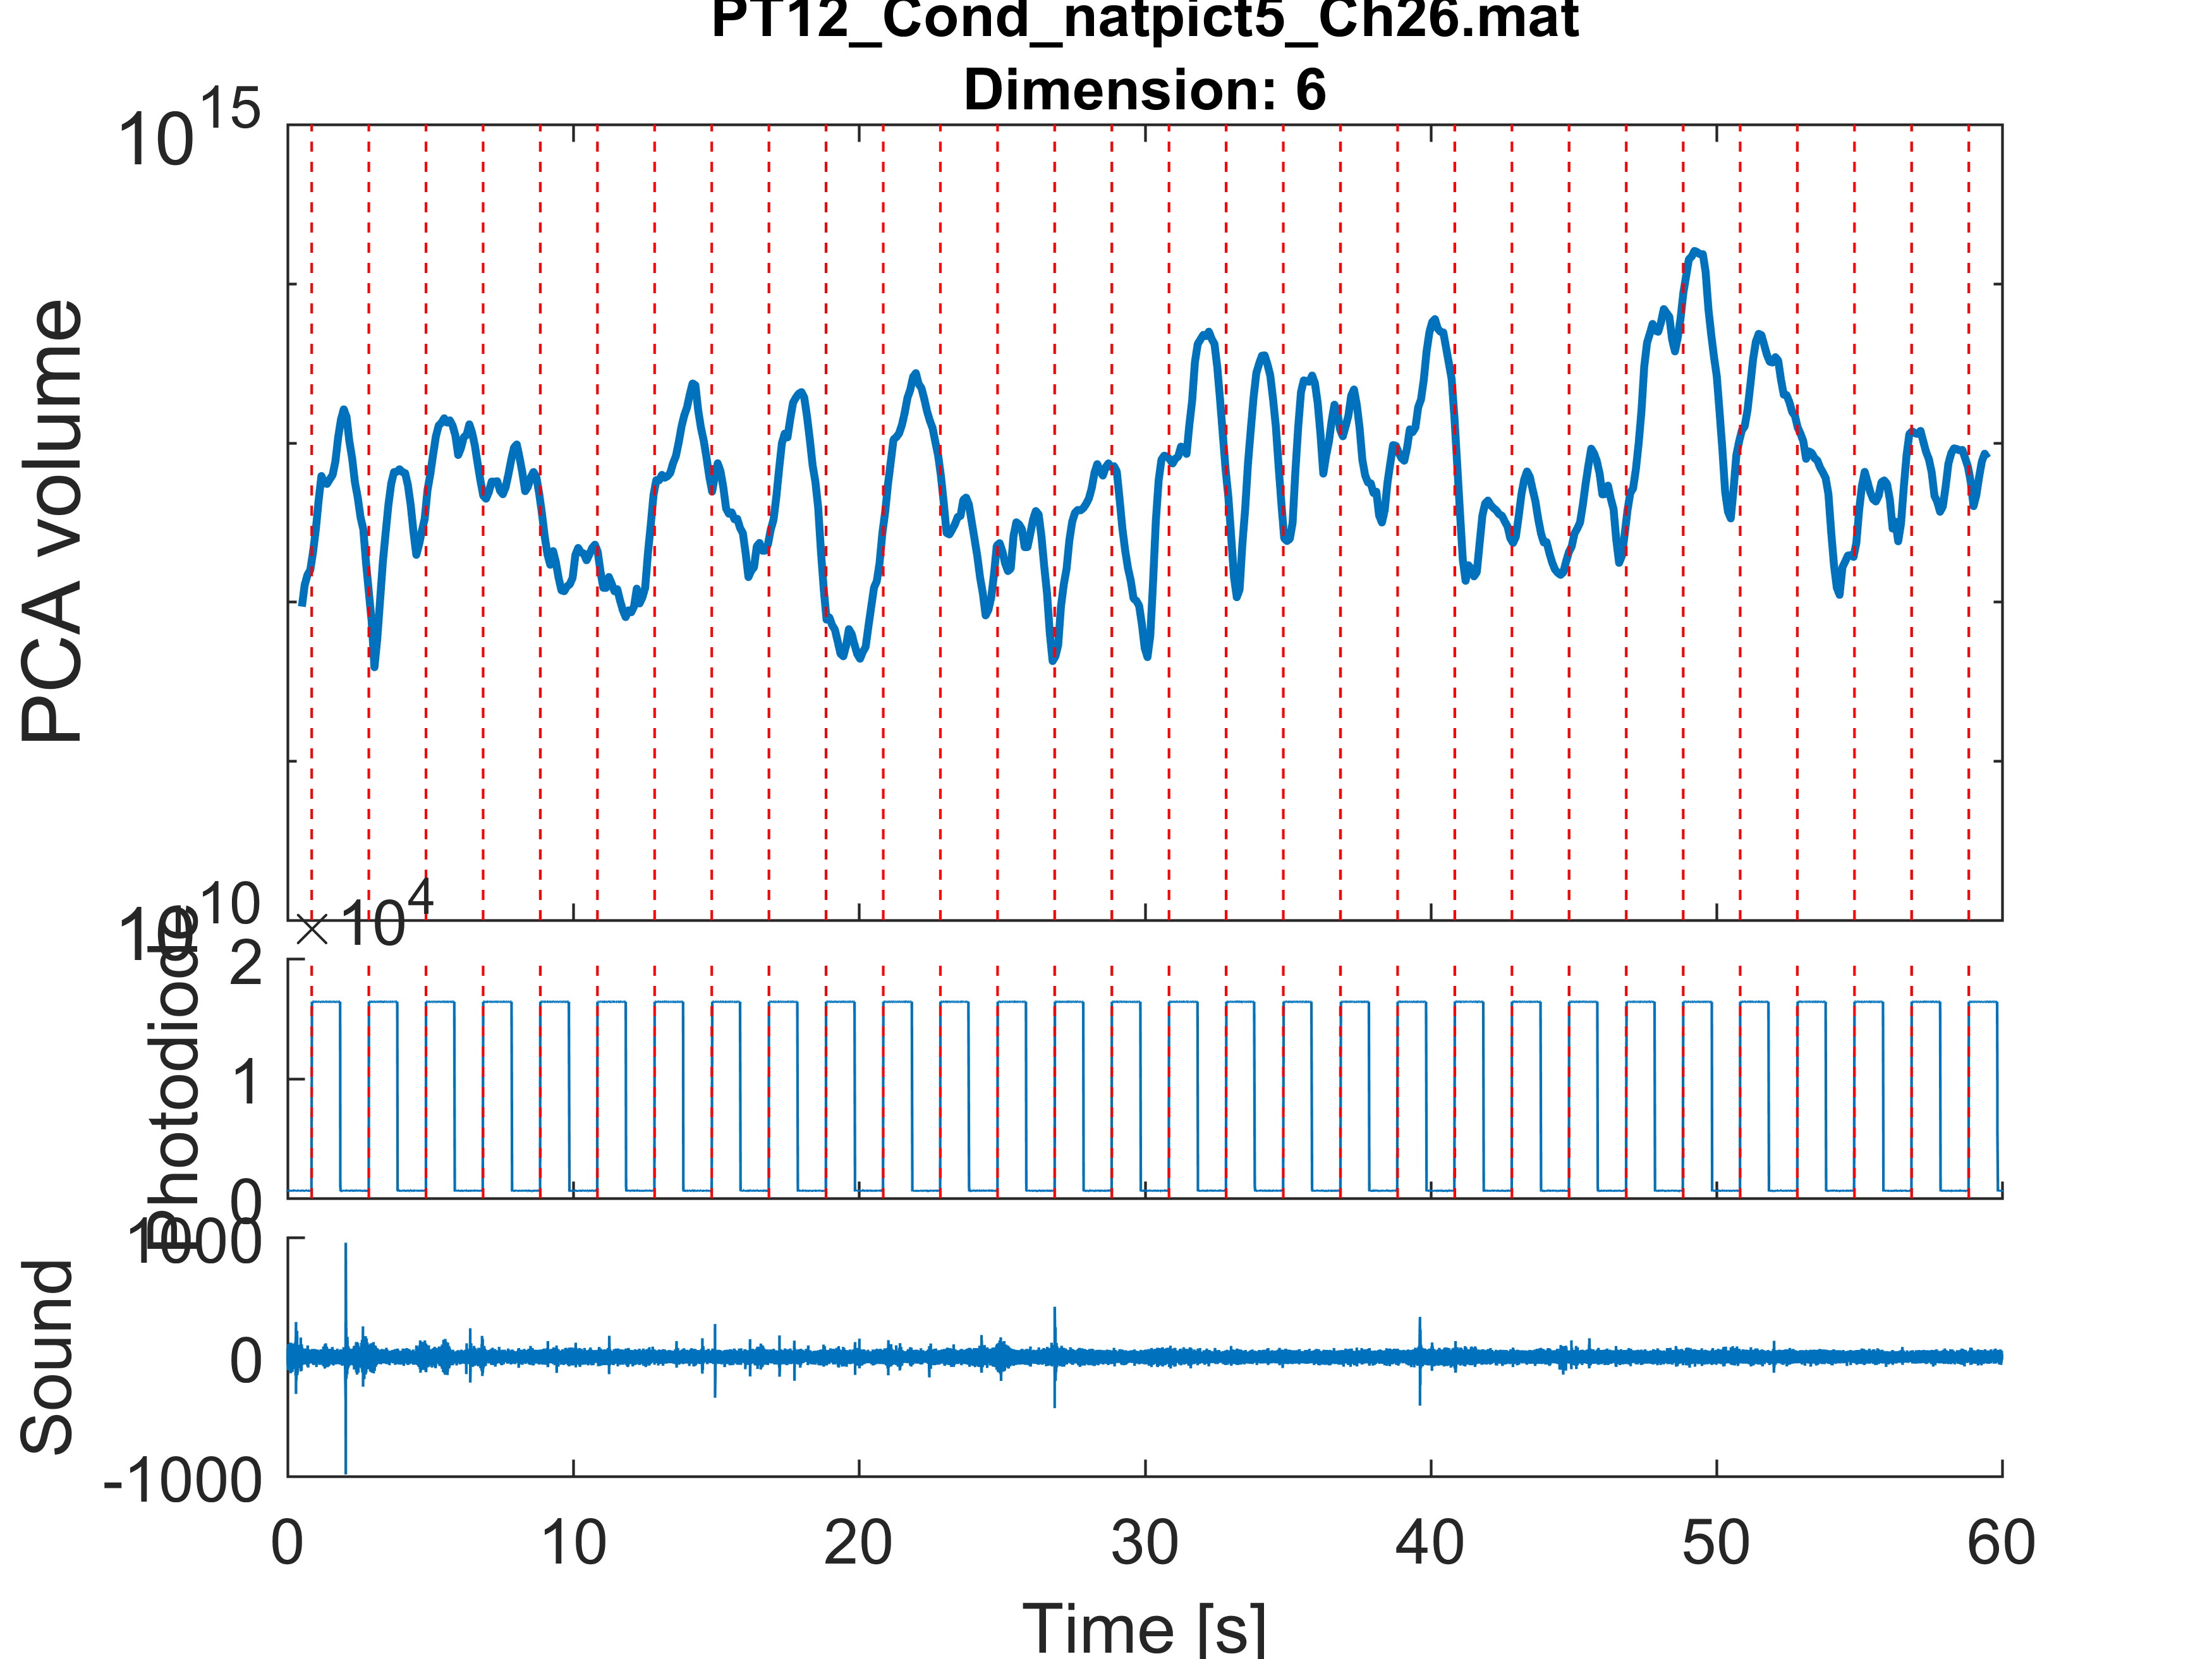 PT12_Cond_natpict5_Ch26.mat
Dimension: 6
10^15
PCA volume
10^10
×10^4
2
1
0
Photodiode
1000
0
-1000
Sound
0 10 20 30 40 50 60
Time [s]